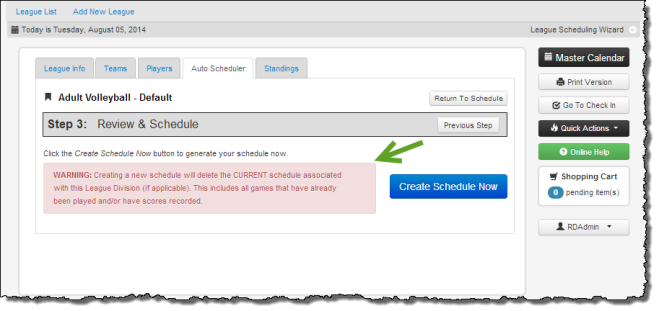 League List Add New League
Today is Tuesday, August 05, 2014 League Scheduling Wizard
League Info Teams Players Auto Scheduler Standings
Adult Volleyball - Default Return To Schedule
Step 3: Review & Schedule Previous Step
Click the Create Schedule Now button to generate your schedule now.
WARNING: Creating a new schedule will delete the CURRENT schedule associated
with this League Division (if applicable). This includes all games that have already
been played and/or have scores recorded.
Create Schedule Now
Master Calendar
Print Version
Go To Check In
Quick Actions
Online Help
Shopping Cart
0 pending item(s)
RDAdmin